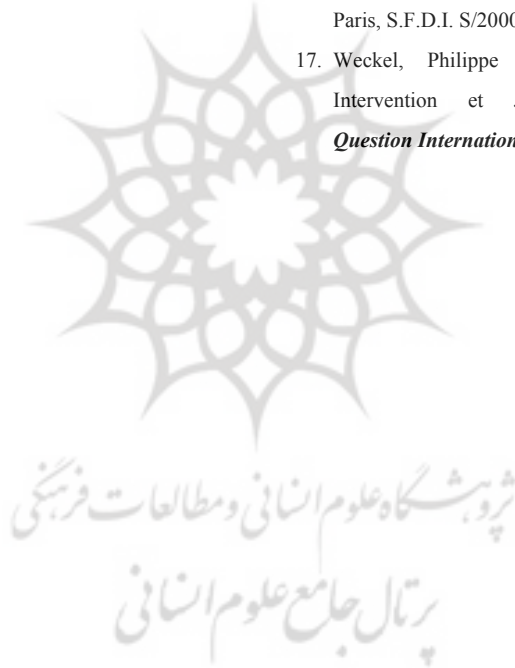 Paris, S.F.D.I. S/2000
17. Weckel, Philippe
Intervention et
Question Internation
پژوهشگاه علوم انسانی و مطالعات فرهنگی
پرتال جامع علوم انسانی